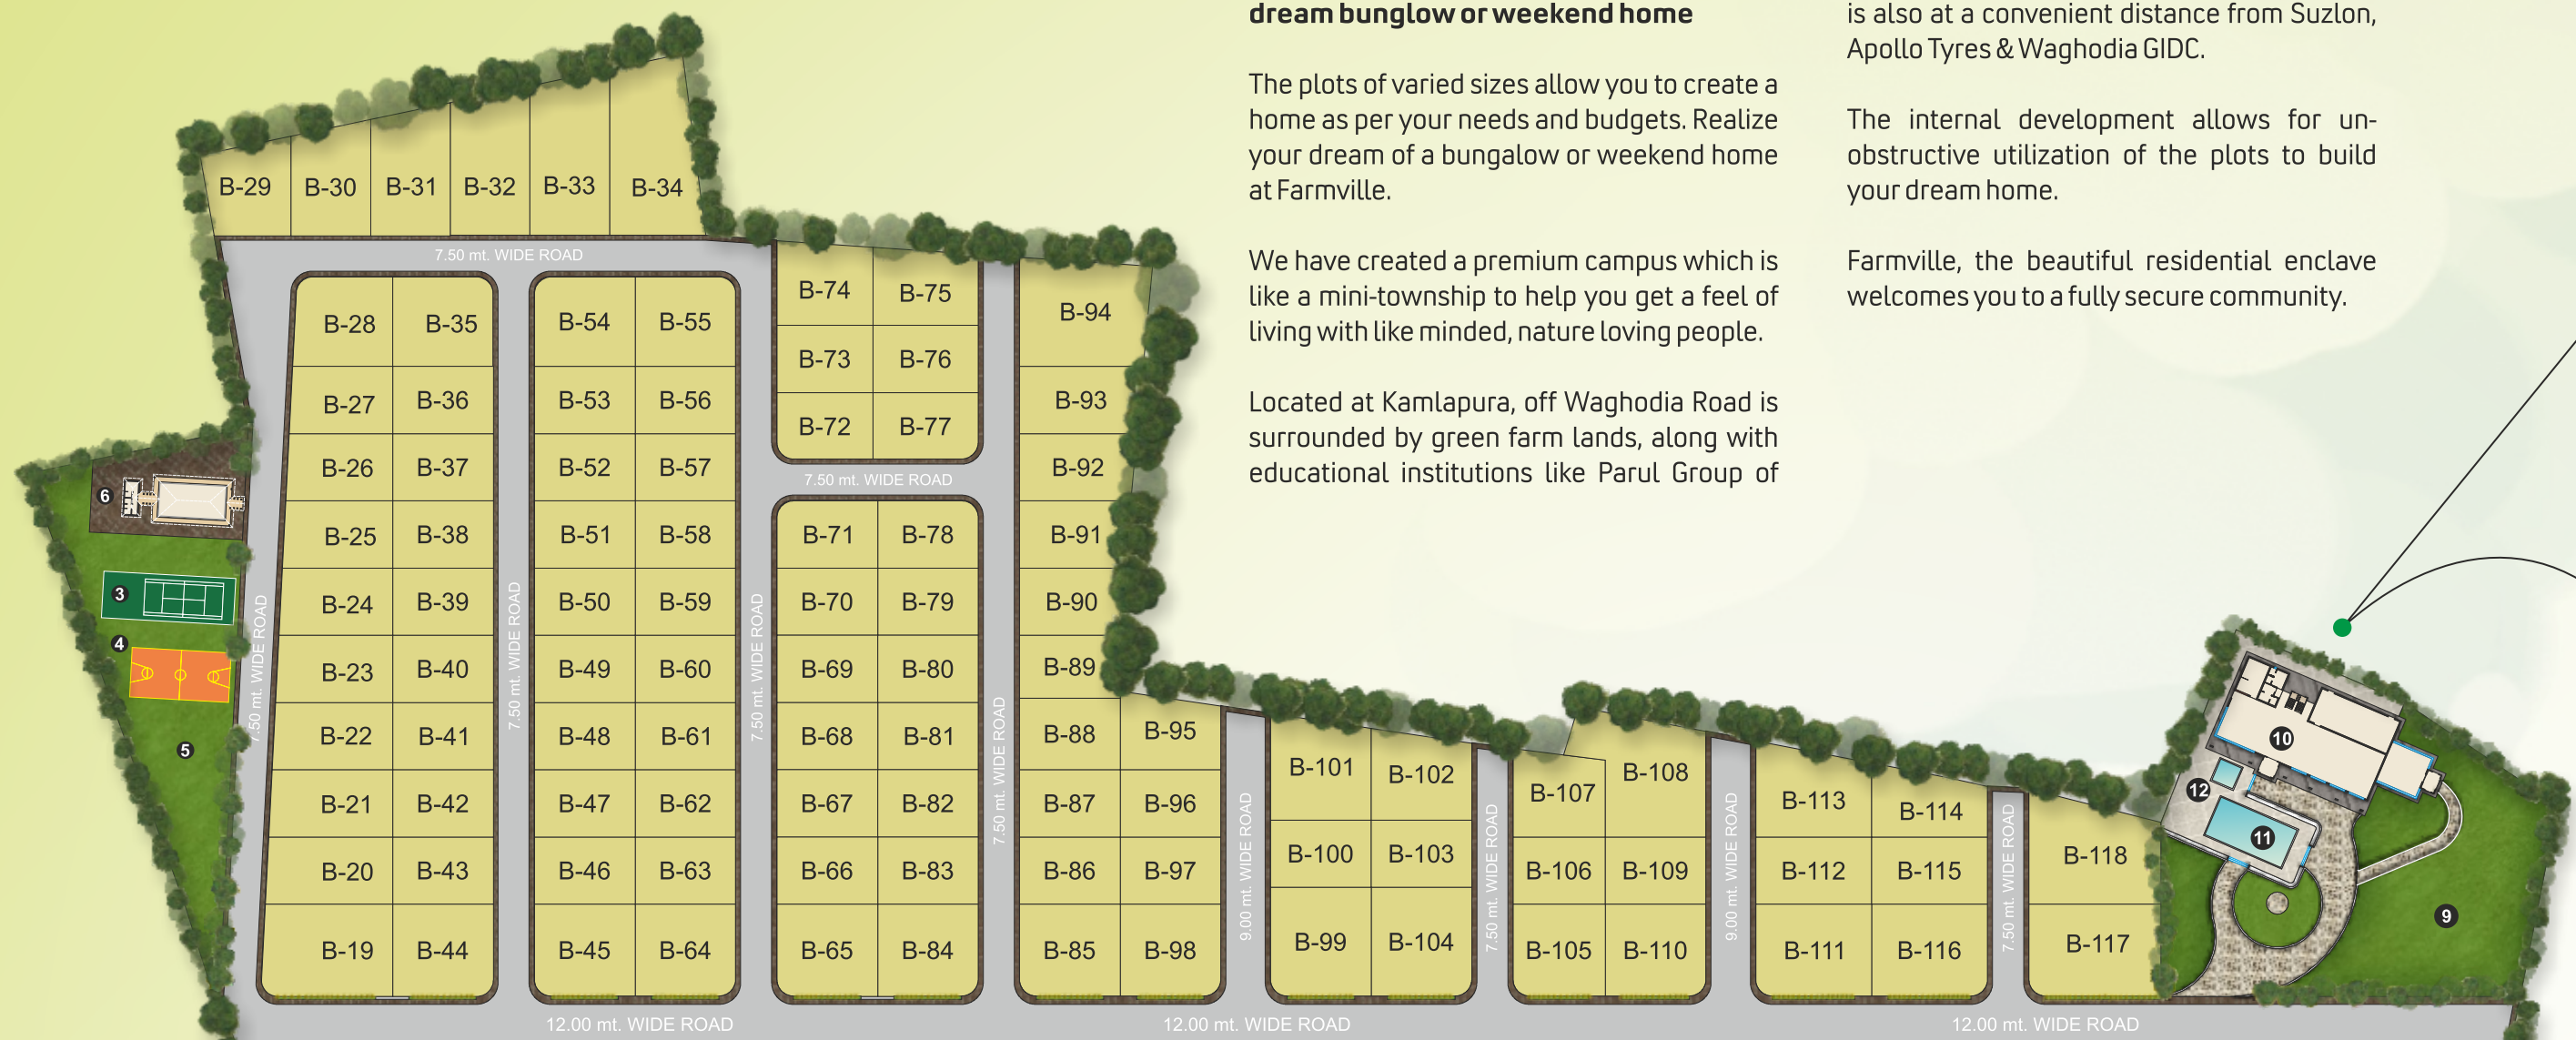 dream bunglow or weekend home
The plots of varied sizes allow you to create a
home as per your needs and budgets. Realize
your dream of a bungalow or weekend home
at Farmville.
We have created a premium campus which is
like a mini-township to help you get a feel of
living with like minded, nature loving people.
Located at Kamlapura, off Waghodia Road is
surrounded by green farm lands, along with
educational institutions like Parul Group of
is also at a convenient distance from Suzlon,
Apollo Tyres & Waghodia GIDC.
The internal development allows for un-
obstructive utilization of the plots to build
your dream home.
Farmville, the beautiful residential enclave
welcomes you to a fully secure community.
B-29 B-30 B-31 B-32 B-33 B-34
7.50 mt. WIDE ROAD
B-28 B-35 B-54 B-55 B-74 B-75 B-94
B-73 B-76
B-27 B-36 B-53 B-56 B-93
B-72 B-77
B-26 B-37 B-52 B-57 B-92
7.50 mt. WIDE ROAD
6
B-25 B-38 B-51 B-58 B-71 B-78 B-91
3
B-24 B-39 B-50 B-59 B-70 B-79 B-90
4
B-23 B-40 B-49 B-60 B-69 B-80 B-89
7.50 mt. WIDE ROAD
7.50 mt. WIDE ROAD
7.50 mt. WIDE ROAD
7.50 mt. WIDE ROAD
5
B-22 B-41 B-48 B-61 B-68 B-81 B-88 B-95
B-101 B-102 B-107 B-108
10
B-21 B-42 B-47 B-62 B-67 B-82 B-87 B-96
B-113 B-114
12
11
B-20 B-43 B-46 B-63 B-66 B-83 B-86 B-97
B-100 B-103 B-106 B-109 B-112 B-115 B-118
9.00 mt. WIDE ROAD
7.50 mt. WIDE ROAD
9.00 mt. WIDE ROAD
7.50 mt. WIDE ROAD
9
B-19 B-44 B-45 B-64 B-65 B-84 B-85 B-98
B-99 B-104 B-105 B-110 B-111 B-116 B-117
12.00 mt. WIDE ROAD
12.00 mt. WIDE ROAD
12.00 mt. WIDE ROAD